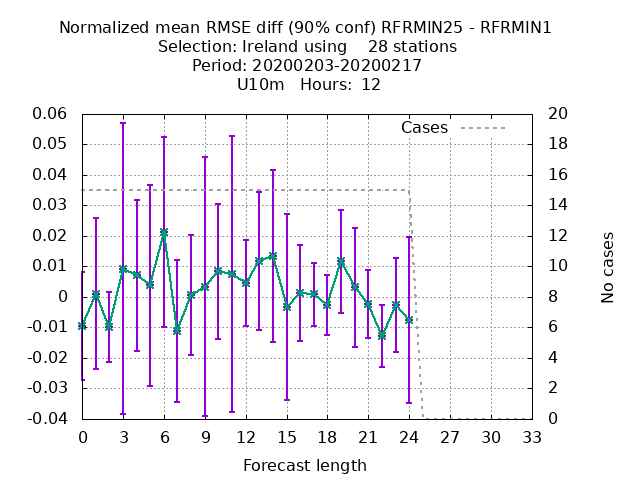 Normalized mean RMSE diff (90% conf) RFRMIN25 - RFRMIN1
Selection: Ireland using    28 stations
Period: 20200203-20200217
U10m   Hours:  12
Cases
0.06
0.05
0.04
0.03
0.02
0.01
0
-0.01
-0.02
-0.03
-0.04
20
18
16
14
12
10
8
6
4
2
0
No cases
0 3 6 9 12 15 18 21 24 27 30 33
Forecast length